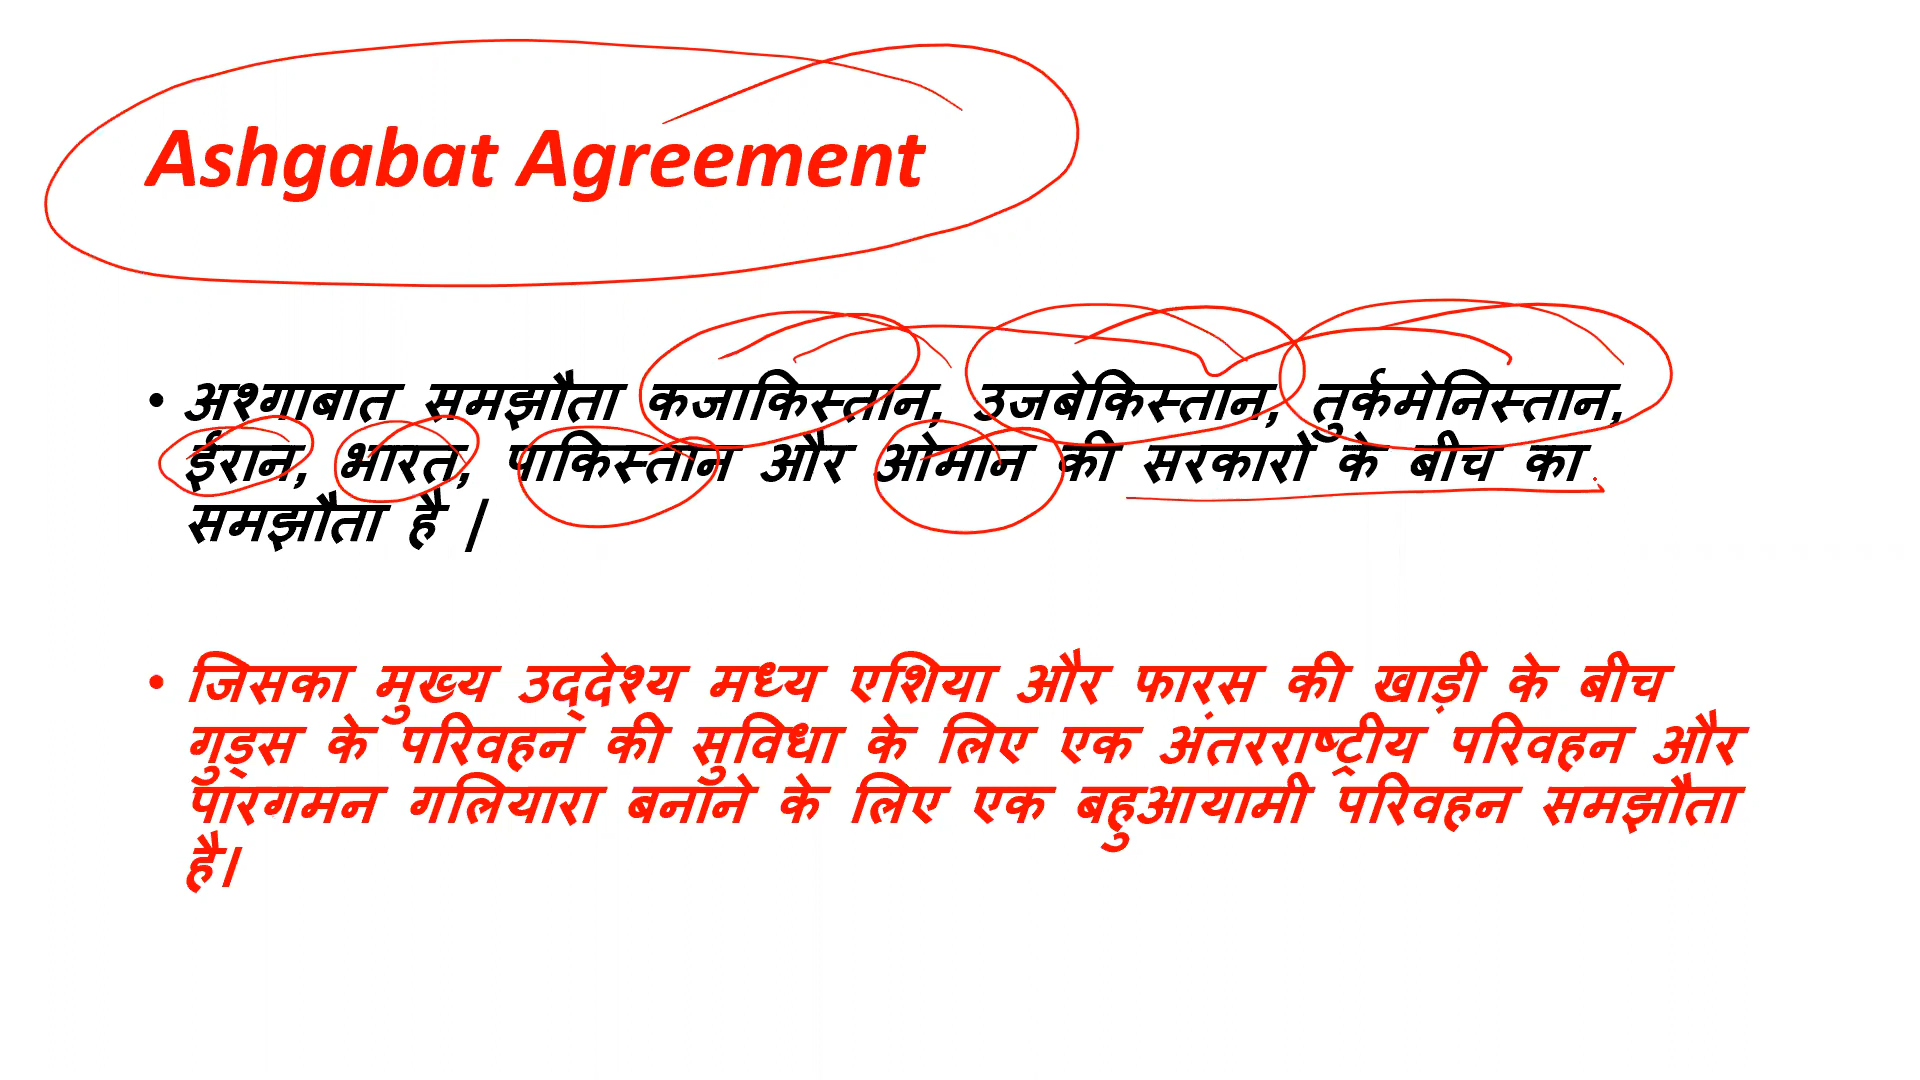 Ashgabat Agreement
• अश्गाबात समझौता कजाकिस्तान, उजबेकिस्तान, तुर्कमेनिस्तान,
ईरान, भारत, पाकिस्तान और ओमान की सरकारों के बीच का
समझौता है |
• जिसका मुख्य उद्देश्य मध्य एशिया और फाऱस की खाड़ी के बीच
गुड्स के परिवहन की सुविधा के लिए एक अंतरराष्ट्रीय परिवहन और
पारगमन गलियारा बनाने के लिए एक बहुआयामी परिवहन समझौता
है।